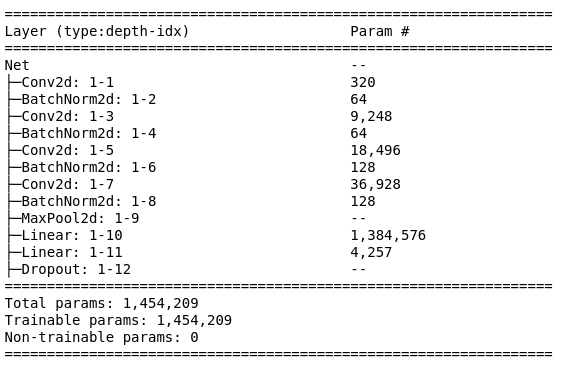 =================================================================
Layer (type:depth-idx)                   Param #
=================================================================
Net                                      --
├─Conv2d: 1-1                            320
├─BatchNorm2d: 1-2                       64
├─Conv2d: 1-3                            9,248
├─BatchNorm2d: 1-4                       64
├─Conv2d: 1-5                            18,496
├─BatchNorm2d: 1-6                       128
├─Conv2d: 1-7                            36,928
├─BatchNorm2d: 1-8                       128
├─MaxPool2d: 1-9                         --
├─Linear: 1-10                           1,384,576
├─Linear: 1-11                           4,257
├─Dropout: 1-12                          --
=================================================================
Total params: 1,454,209
Trainable params: 1,454,209
Non-trainable params: 0
=================================================================